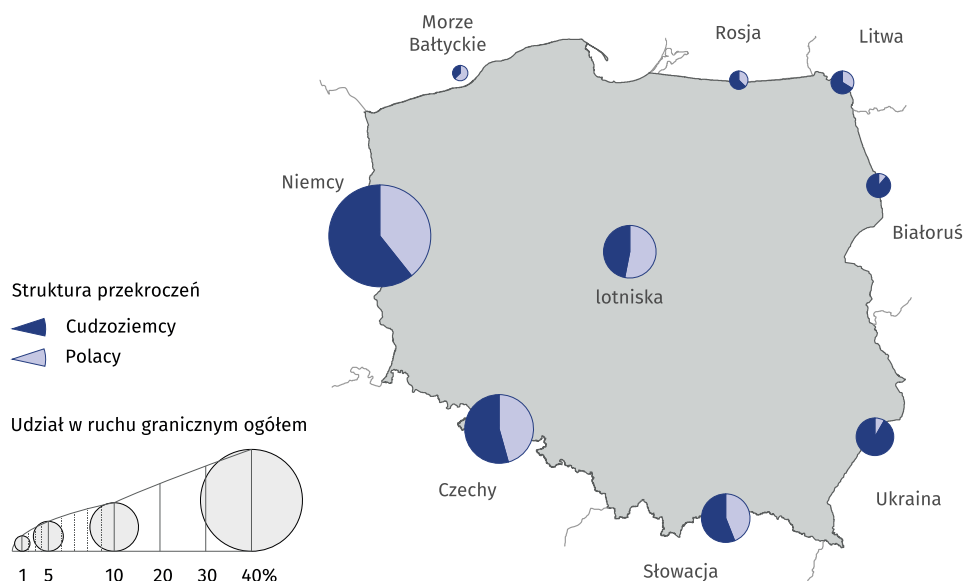 Morze
Bałtyckie
Rosja
Litwa
Niemcy
Białoruś
lotniska
Struktura przekroczeń
Cudzoziemcy
Polacy
Udział w ruchu granicznym ogółem
Czechy
Ukraina
Słowacja
1 5 10 20 30 40%